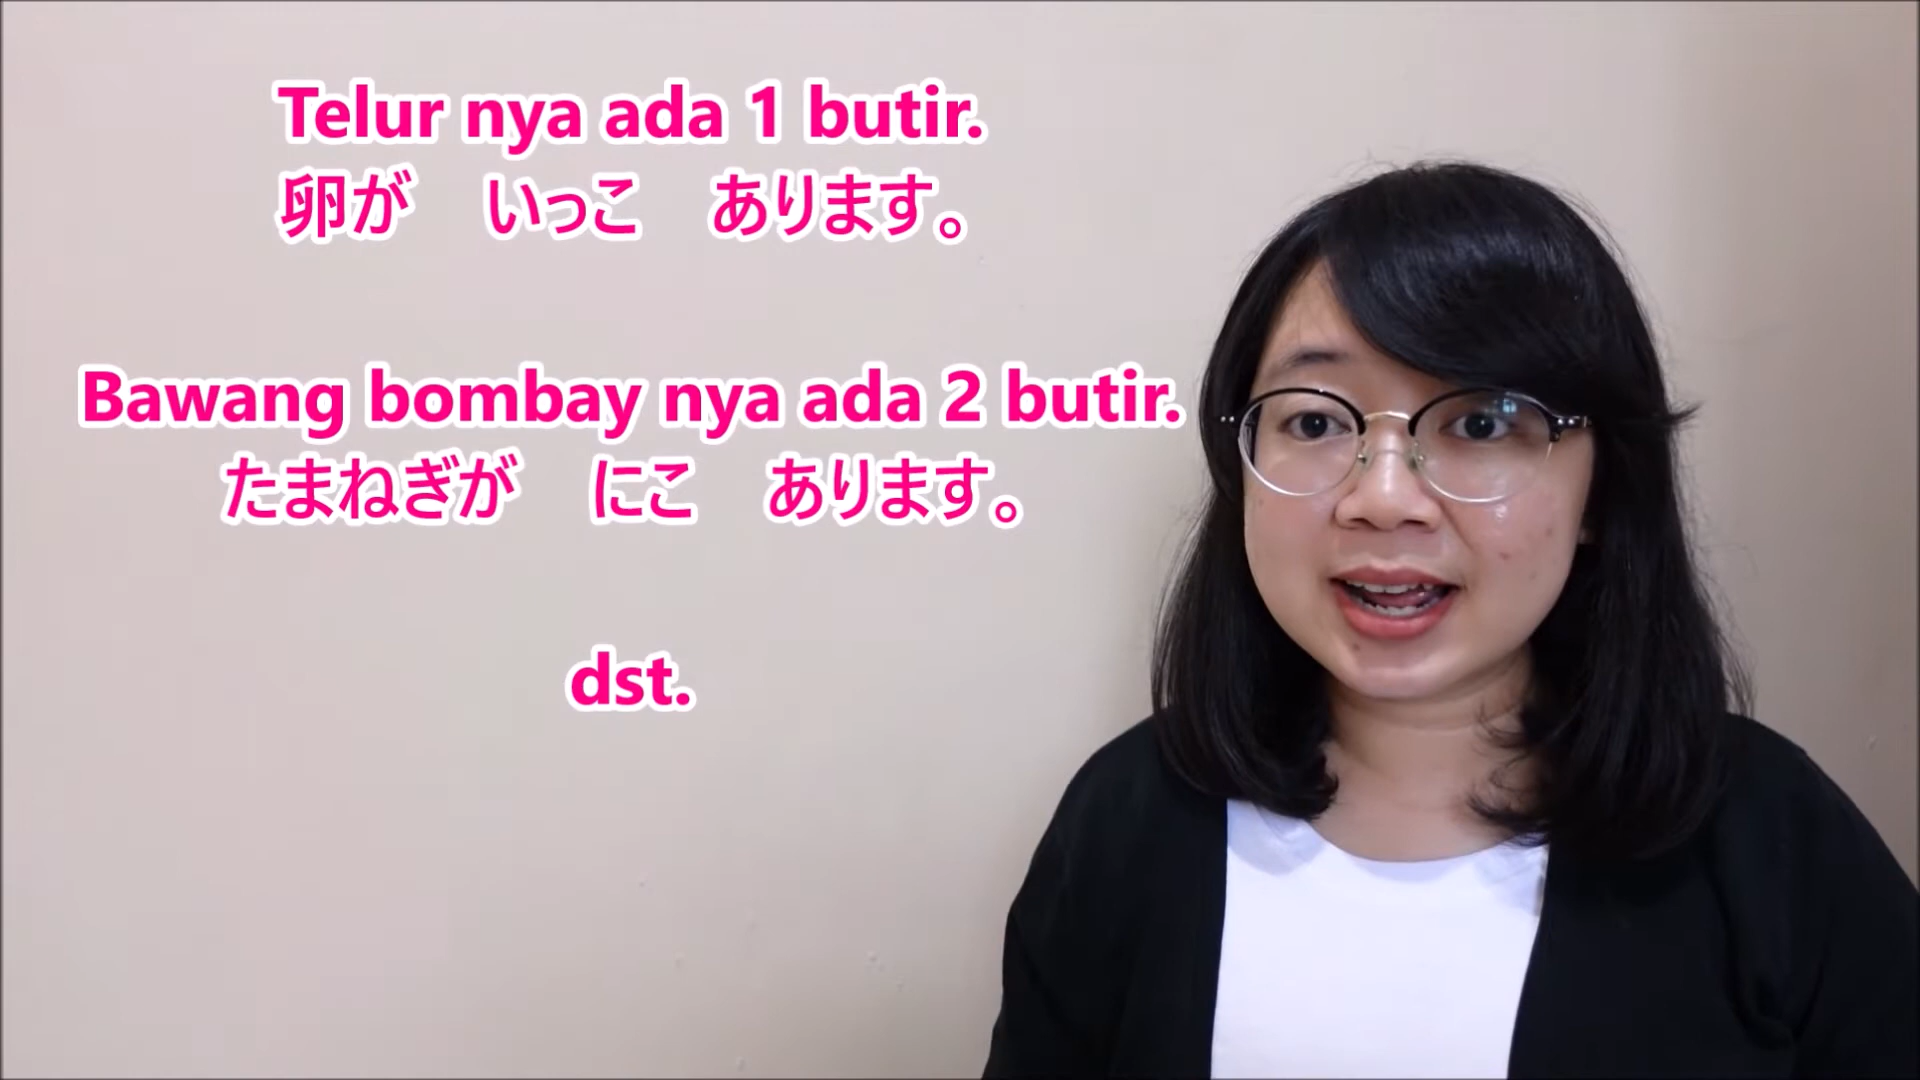 Telur nya ada 1 butir.
卵が　いっこ　あります。
Bawang bombay nya ada 2 butir.
たまねぎが　にこ　あります。
dst.